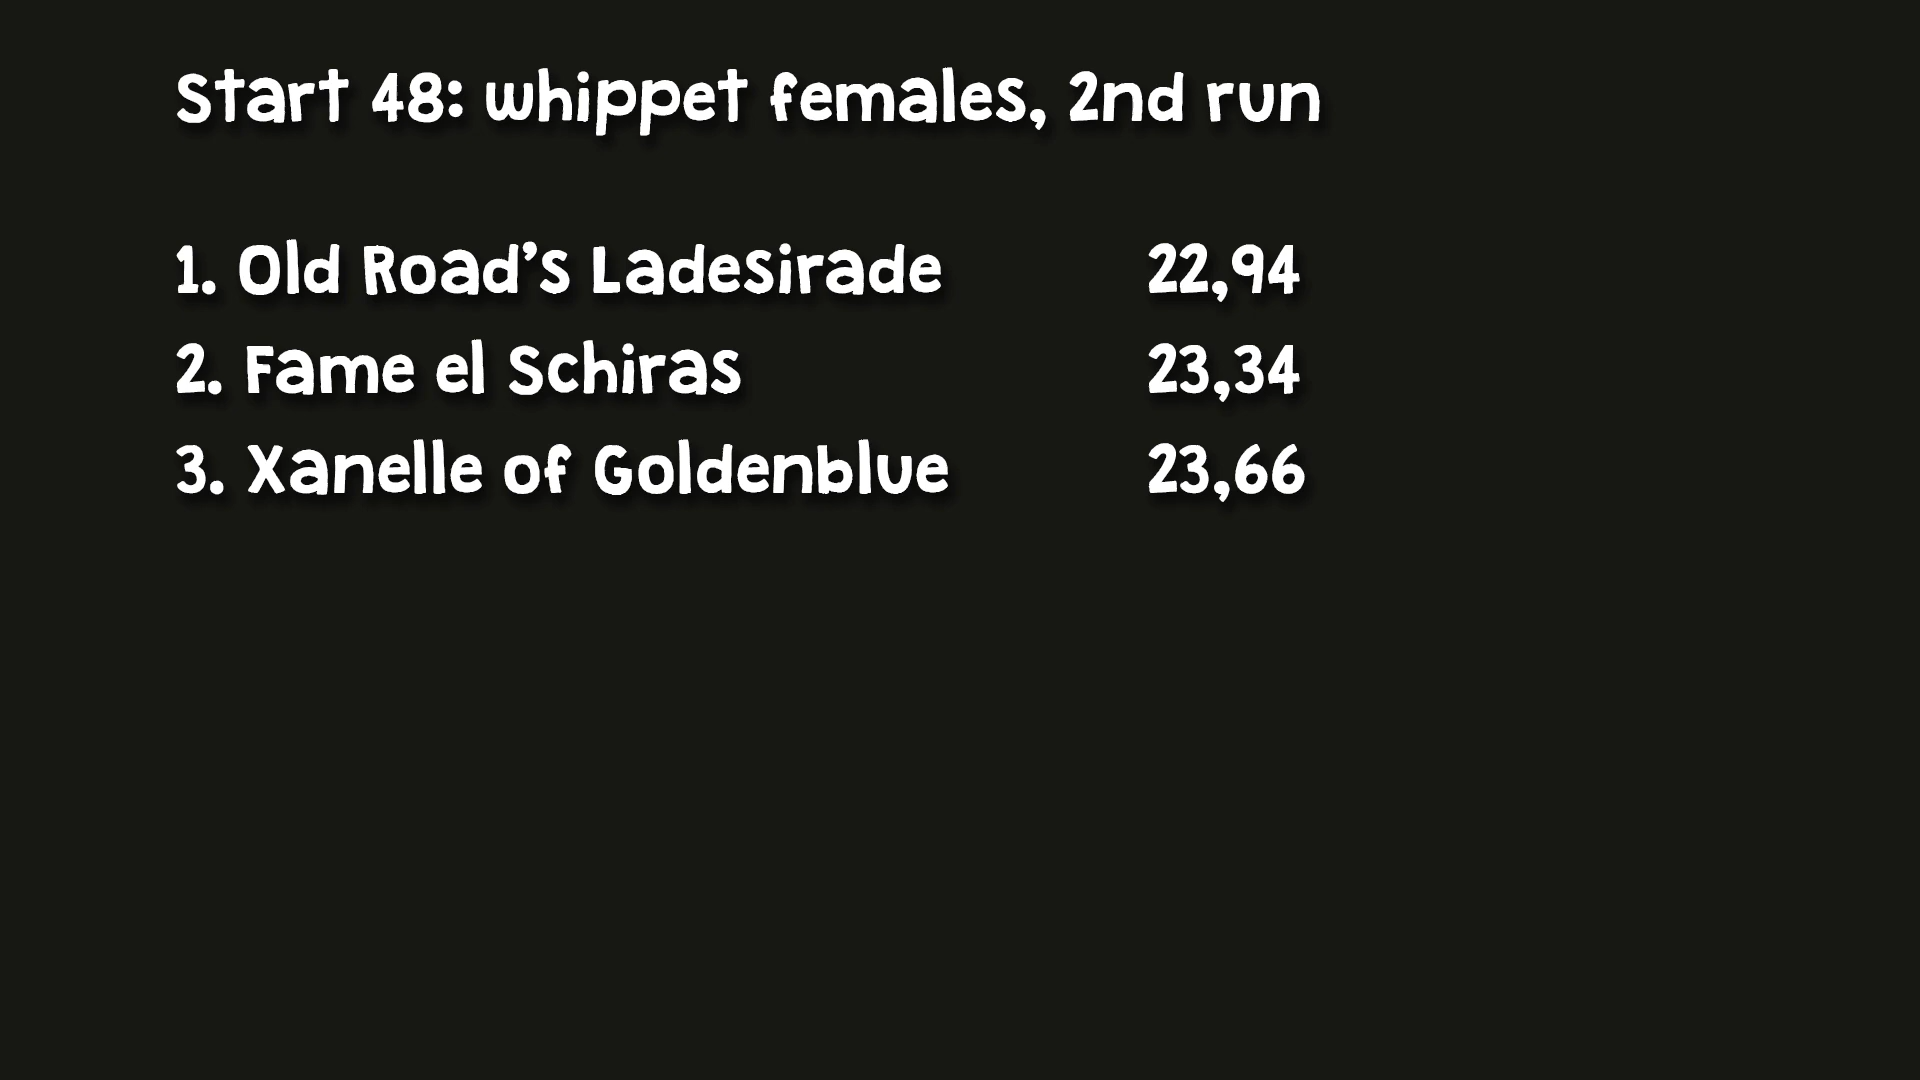 Start 48: whippet females, 2nd run
1. Old Road’s Ladesirade 22,94
2. Fame el Schiras 23,34
3. Xanelle of Goldenblue 23,66